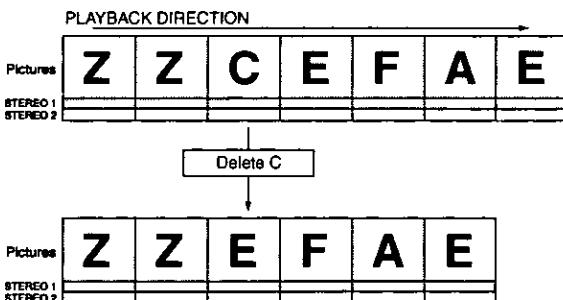 PLAYBACK DIRECTION
Pictures Z Z C E F A E
STEREO 1
STEREO 2
Delete C
Pictures Z Z E F A E
STEREO 1
STEREO 2